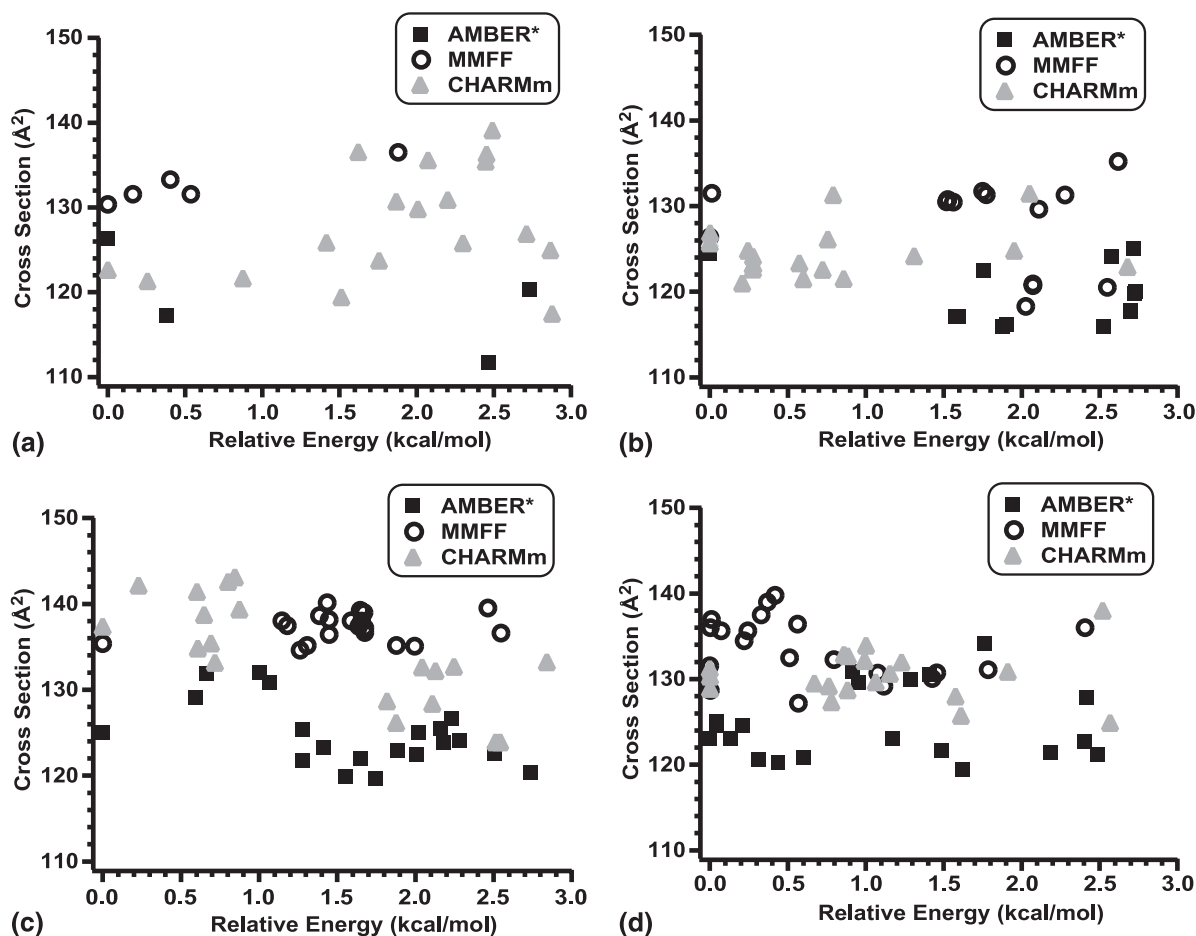 150
140
130
120
110
Cross Section (Å²)
AMBER*
MMFF
CHARMm
0.0 0.5 1.0 1.5 2.0 2.5 3.0
Relative Energy (kcal/mol)
(a)
150
140
130
120
110
Cross Section (Å²)
AMBER*
MMFF
CHARMm
0.0 0.5 1.0 1.5 2.0 2.5 3.0
Relative Energy (kcal/mol)
(b)
150
140
130
120
110
Cross Section (Å²)
AMBER*
MMFF
CHARMm
0.0 0.5 1.0 1.5 2.0 2.5 3.0
Relative Energy (kcal/mol)
(c)
150
140
130
120
110
Cross Section (Å²)
AMBER*
MMFF
CHARMm
0.0 0.5 1.0 1.5 2.0 2.5 3.0
Relative Energy (kcal/mol)
(d)